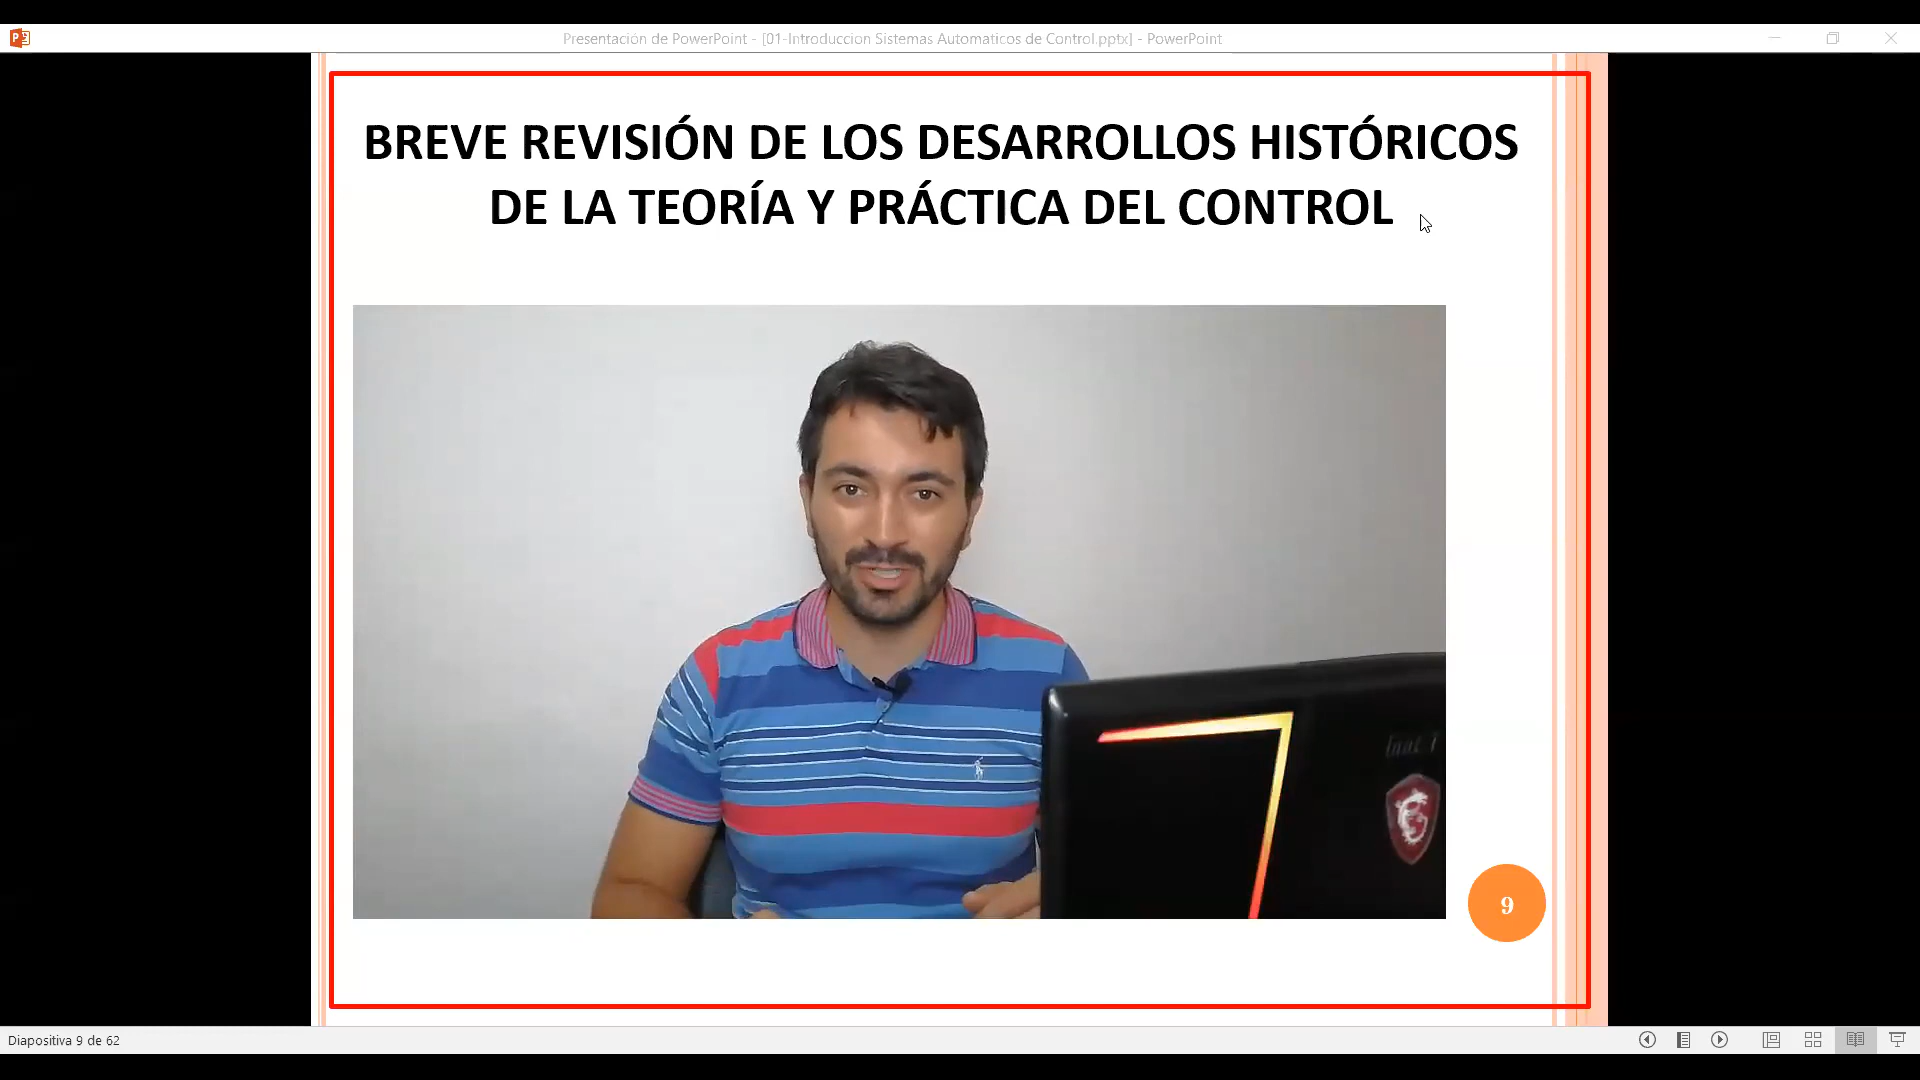 Presentación de PowerPoint - [01-Introduccion Sistemas Automaticos de Control.pptx] - PowerPoint
BREVE REVISIÓN DE LOS DESARROLLOS HISTÓRICOS
DE LA TEORÍA Y PRÁCTICA DEL CONTROL
9
Diapositiva 9 de 62